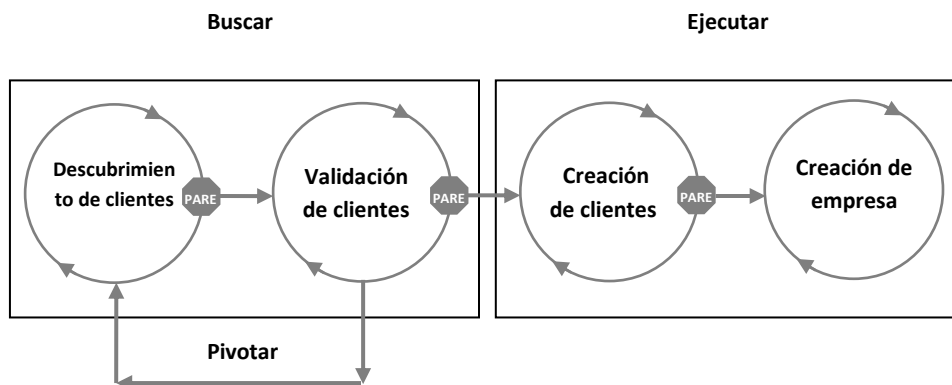 Buscar
Ejecutar
Descubrimien
to de clientes
PARE
Validación
de clientes
PARE
Creación
de clientes
PARE
Creación de
empresa
Pivotar